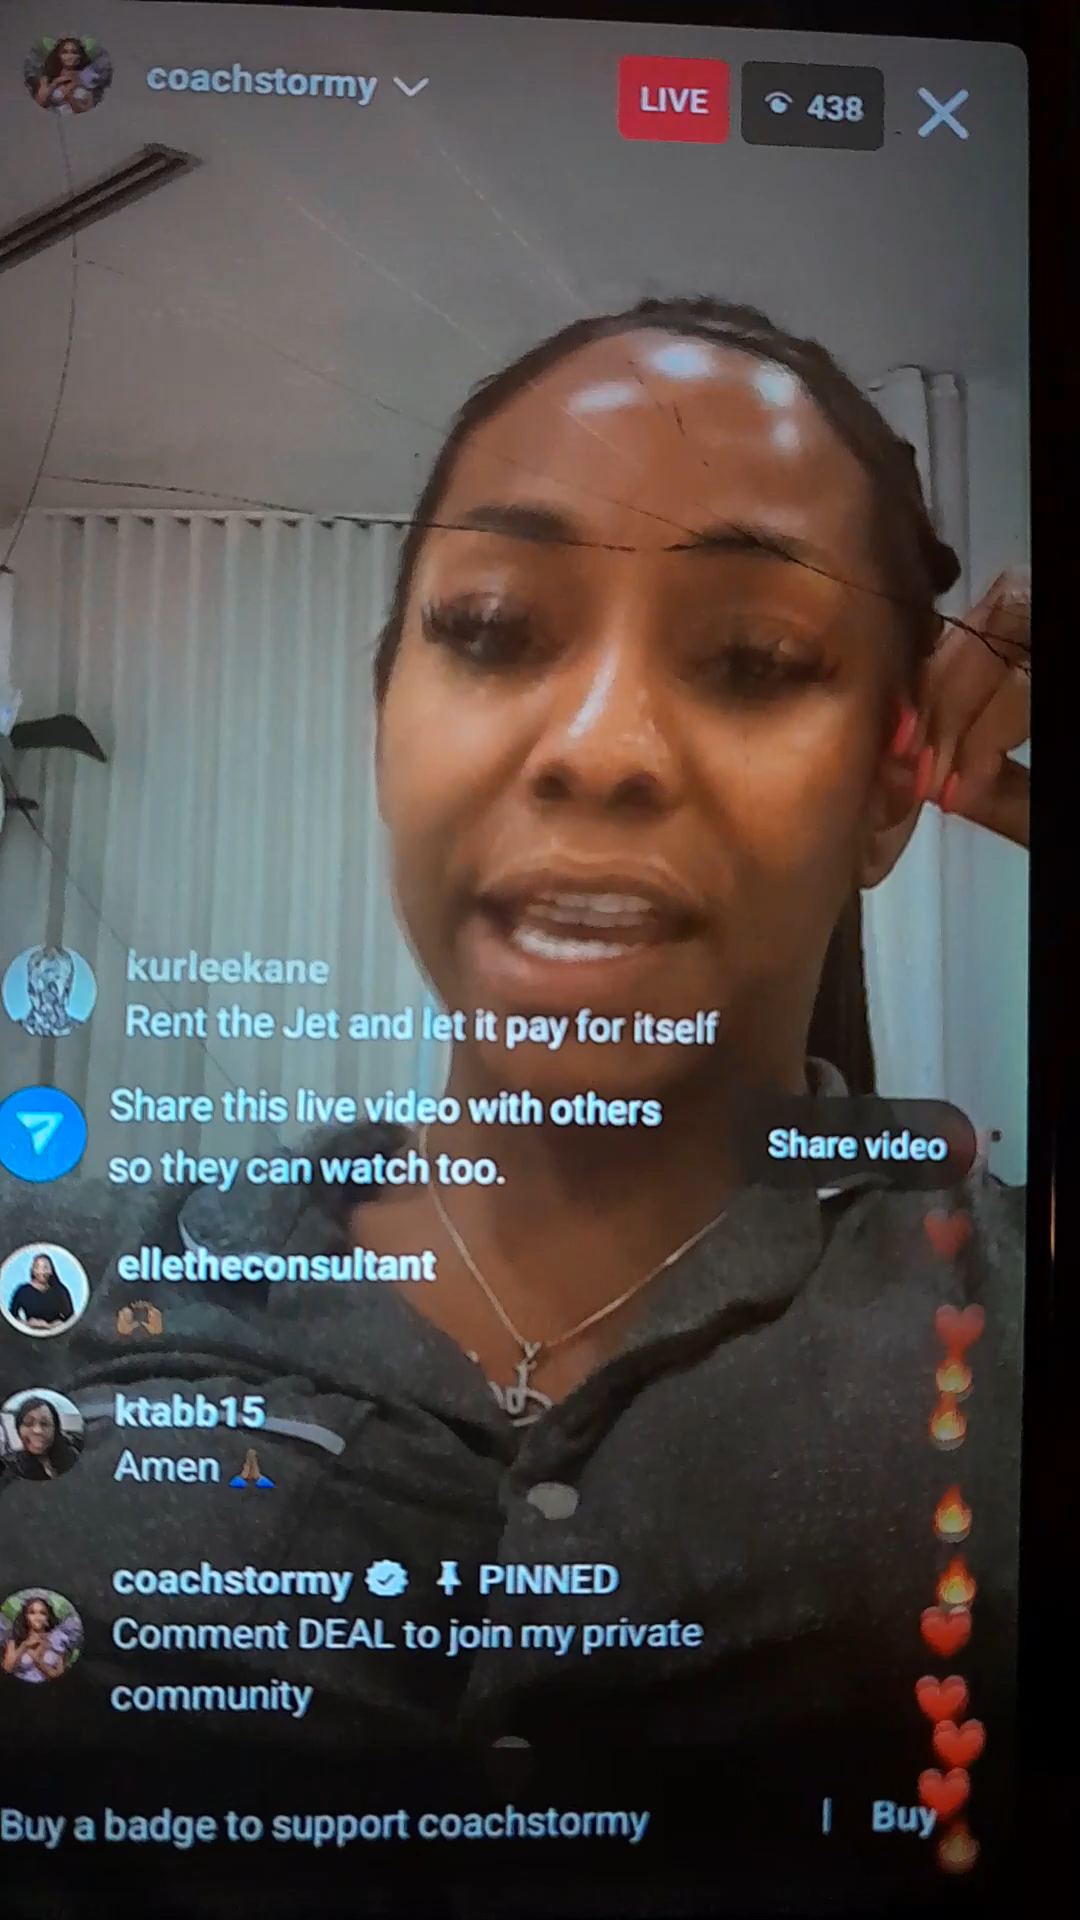 coachstormy
LIVE
438
kurleekane
Rent the Jet and let it pay for itself
Share this live video with others
so they can watch too.
Share video
elletheconsultant
ktabb15
Amen 🙏🏾
coachstormy PINNED
Comment DEAL to join my private
community
Buy a badge to support coachstormy | Buy